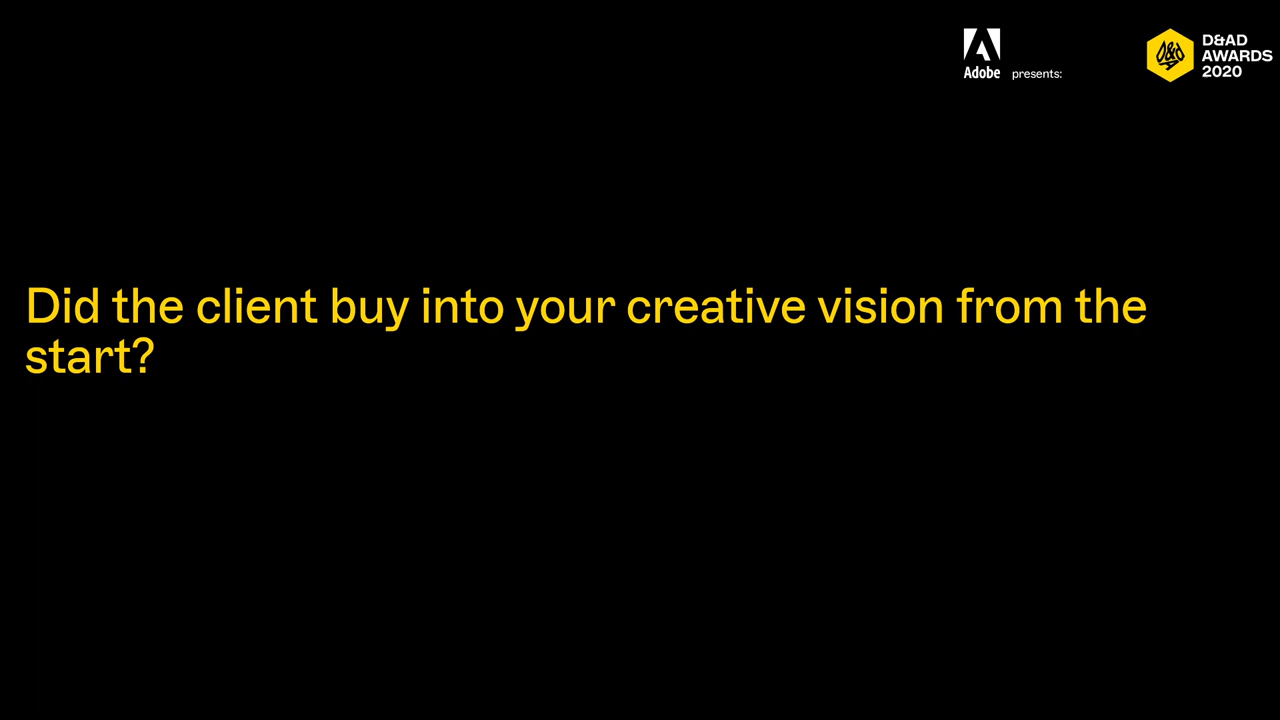 Adobe presents:
D&AD
AWARDS
2020
Did the client buy into your creative vision from the
start?